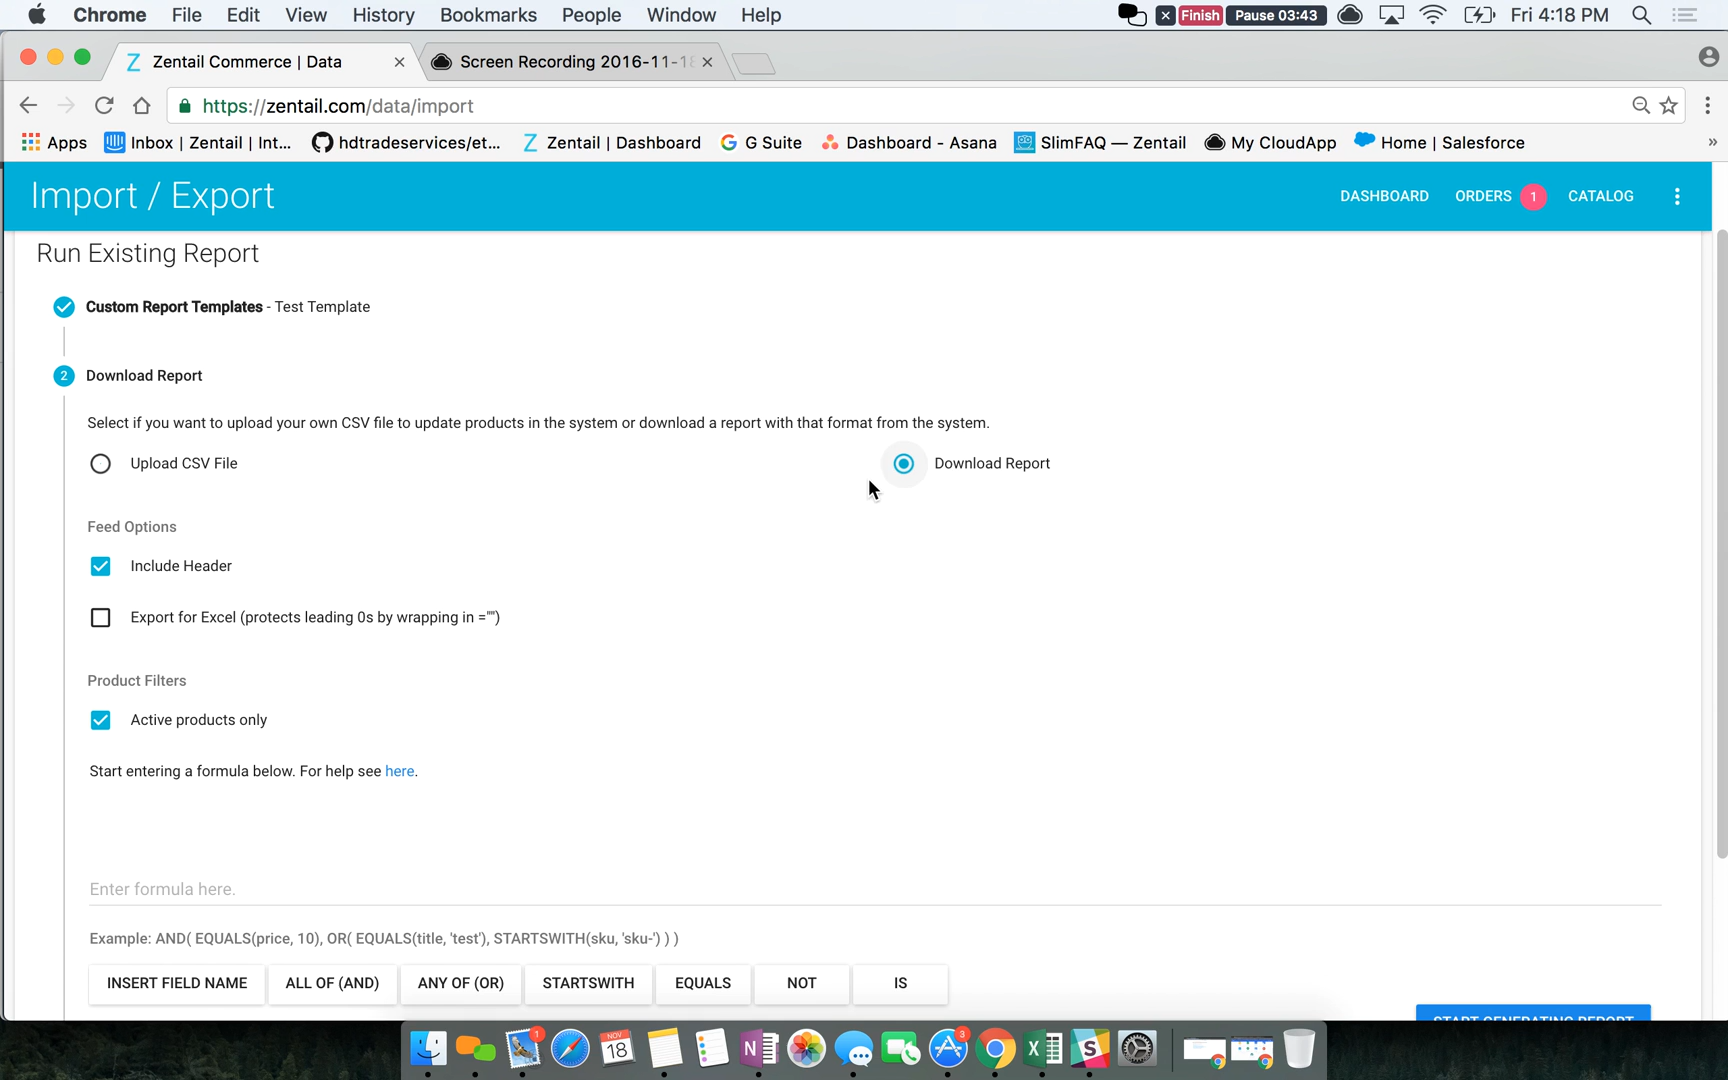 Chrome File Edit View History Bookmarks People Window Help Finish Pause 03:43 Fri 4:18 PM
Zentail Commerce | Data Screen Recording 2016-11-18
https://zentail.com/data/import
Apps Inbox | Zentail | Int... hdtradeservices/et... Zentail | Dashboard G Suite Dashboard - Asana SlimFAQ — Zentail My CloudApp Home | Salesforce »
Import / Export DASHBOARD ORDERS 1 CATALOG
Run Existing Report
Custom Report Templates - Test Template
2 Download Report
Select if you want to upload your own CSV file to update products in the system or download a report with that format from the system.
Upload CSV File Download Report
Feed Options
Include Header
Export for Excel (protects leading 0s by wrapping in ="")
Product Filters
Active products only
Start entering a formula below. For help see here.
Enter formula here.
Example: AND( EQUALS(price, 10), OR( EQUALS(title, 'test'), STARTSWITH(sku, 'sku-') ) )
INSERT FIELD NAME ALL OF (AND) ANY OF (OR) STARTSWITH EQUALS NOT IS
START GENERATING REPORT
1 NOV 18 N 3 X S